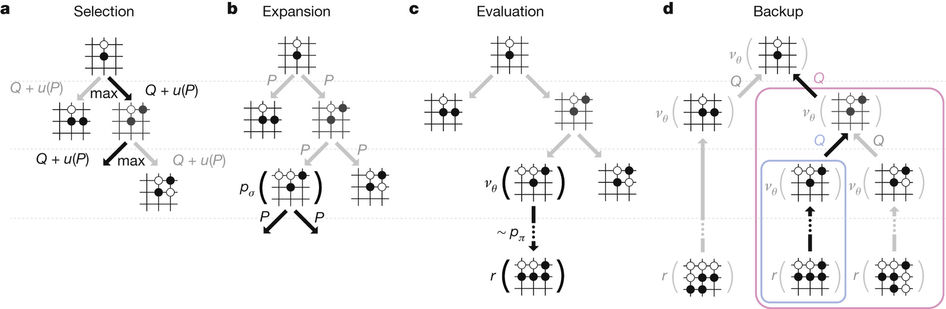 a Selection
Q + u(P) max Q + u(P)
Q + u(P) max Q + u(P)
b Expansion
P P
P P
pσ
P P
c Evaluation
νθ
~ pπ
r
d Backup
νθ
Q Q
νθ νθ
Q Q
νθ νθ
r r r